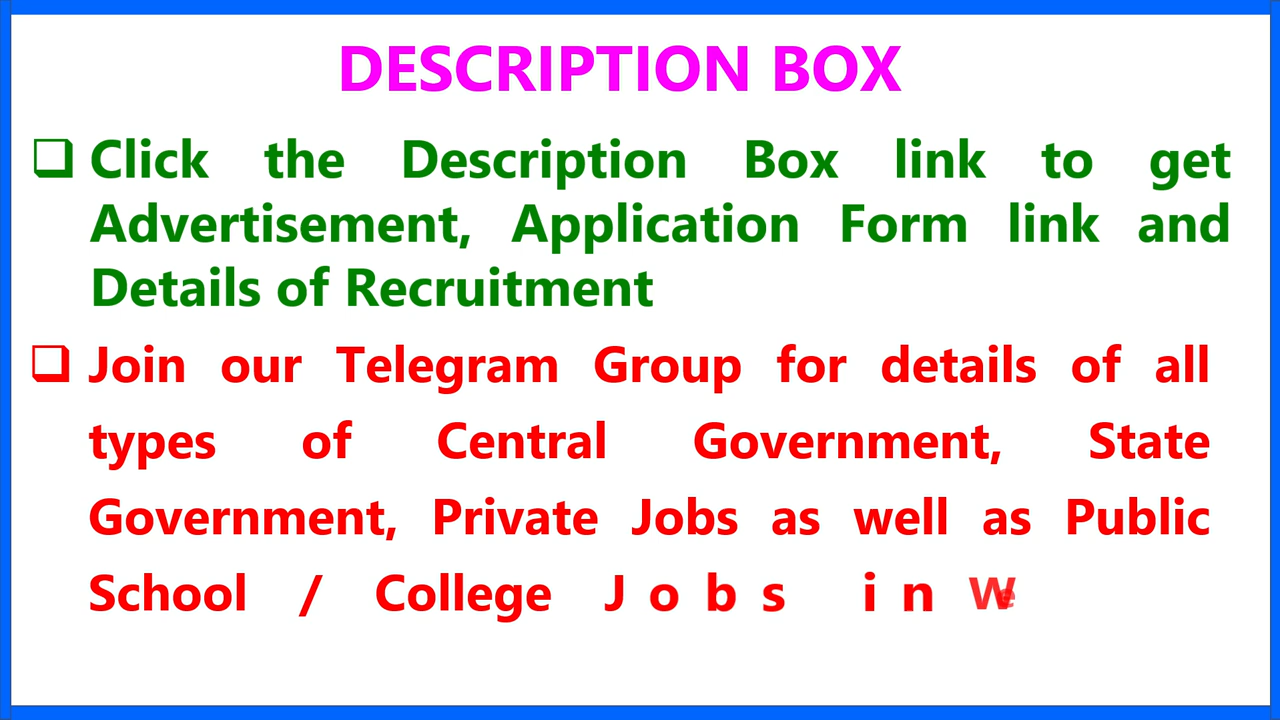 DESCRIPTION BOX
❑ Click the Description Box link to get
Advertisement, Application Form link and
Details of Recruitment
❑ Join our Telegram Group for details of all
types of Central Government, State
Government, Private Jobs as well as Public
School / College Jobs in